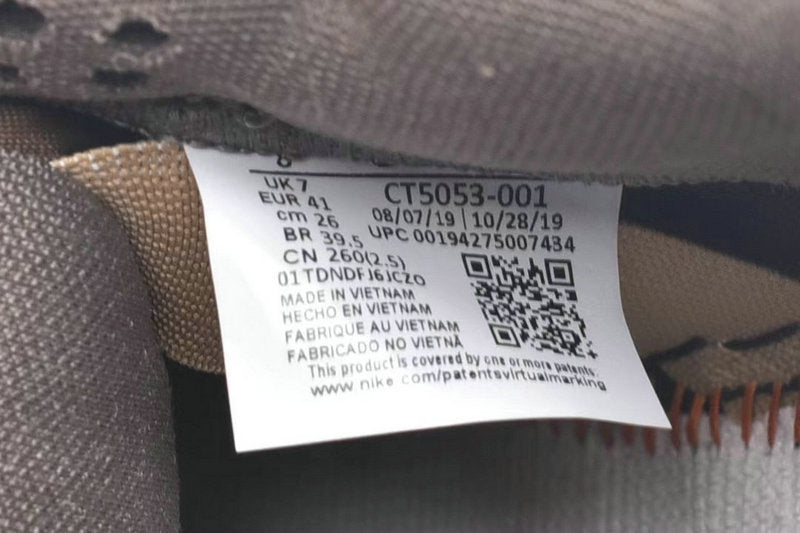 8
UK 7
EUR 41
cm 26
BR 39.5
CN 260(2.5)
CT5053-001
08/07/19 | 10/28/19
UPC 00194275007434
01TDNDFJ6JCZO
MADE IN VIETNAM
HECHO EN VIETNAM
FABRIQUE AU VIETNAM
FABRICADO NO VIETNÃ
This product is covered by one or more patents.
www.nike.com/patentsvirtualmarking